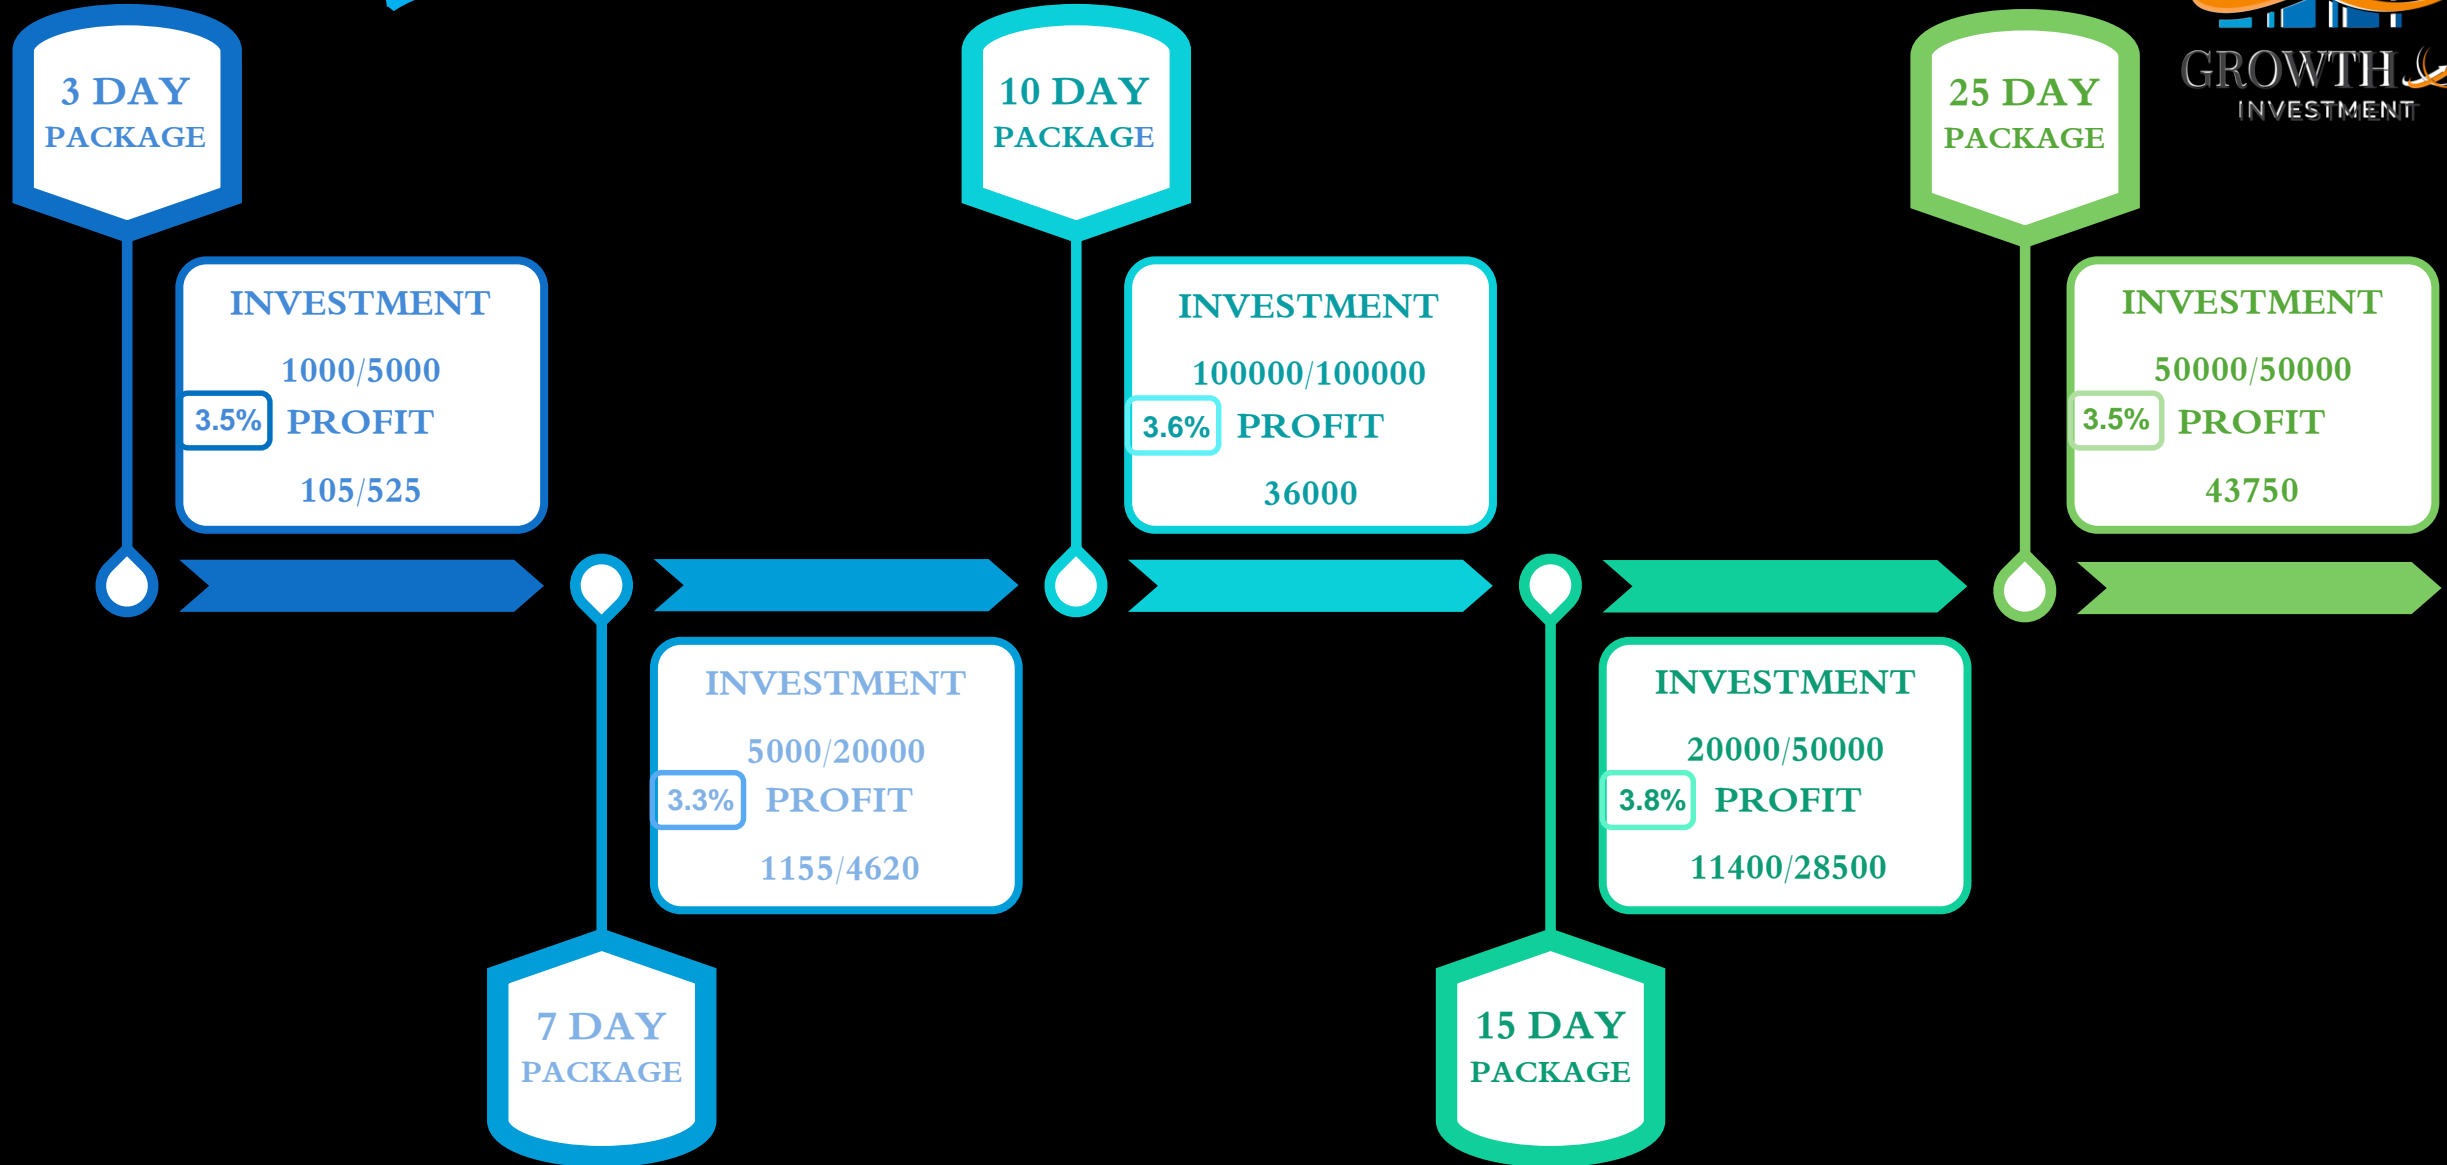 3 DAY
PACKAGE
INVESTMENT
1000/5000
3.5% PROFIT
105/525
7 DAY
PACKAGE
INVESTMENT
5000/20000
3.3% PROFIT
1155/4620
10 DAY
PACKAGE
INVESTMENT
100000/100000
3.6% PROFIT
36000
15 DAY
PACKAGE
INVESTMENT
20000/50000
3.8% PROFIT
11400/28500
25 DAY
PACKAGE
INVESTMENT
50000/50000
3.5% PROFIT
43750
GROWTH
INVESTMENT